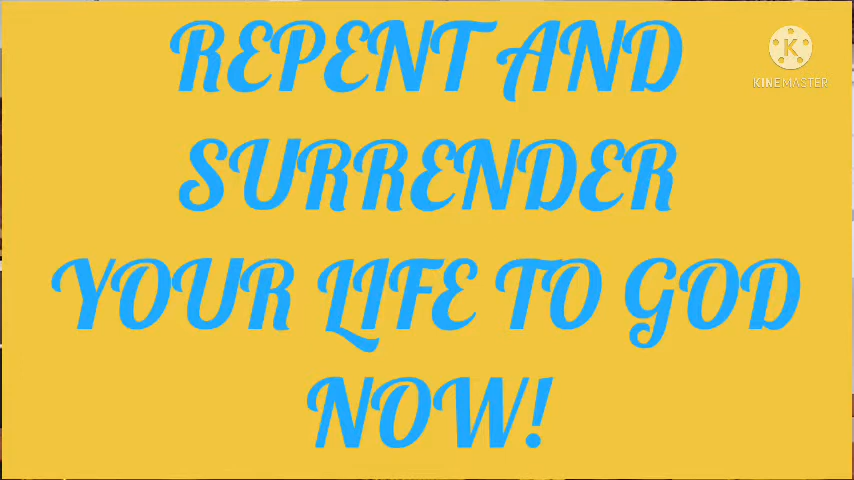 REPENT AND
SURRENDER
YOUR LIFE TO GOD
NOW!
K
KINEMASTER